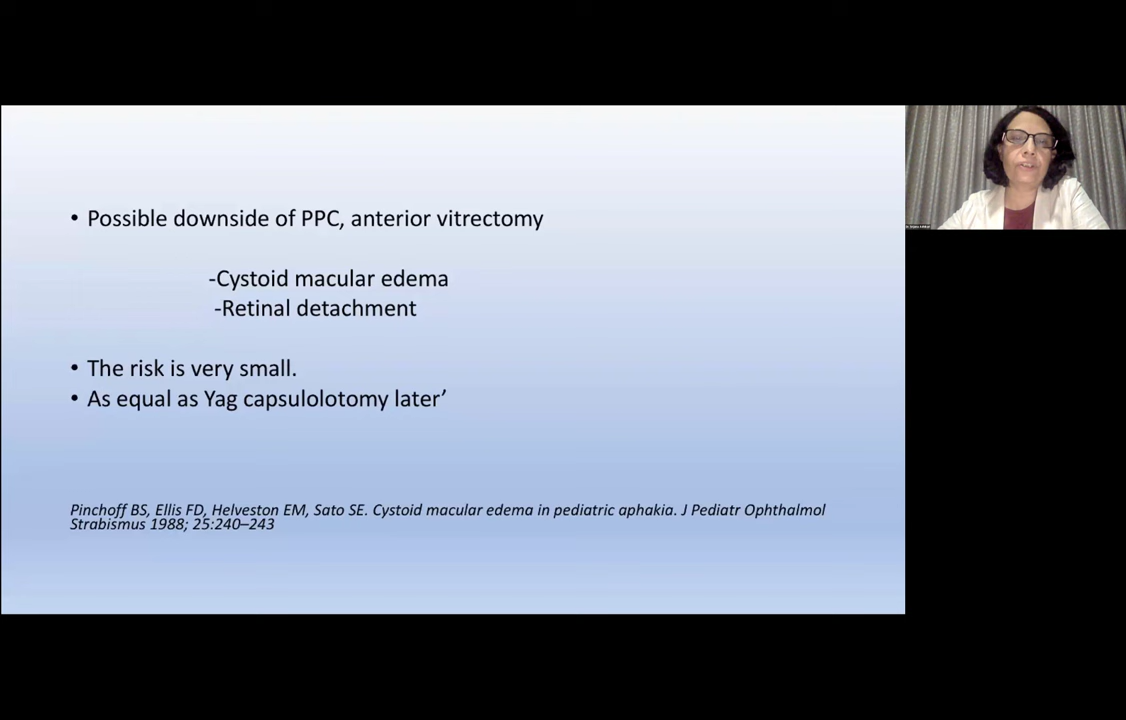 • Possible downside of PPC, anterior vitrectomy
-Cystoid macular edema
-Retinal detachment
• The risk is very small.
• As equal as Yag capsulolotomy later’
Pinchoff BS, Ellis FD, Helveston EM, Sato SE. Cystoid macular edema in pediatric aphakia. J Pediatr Ophthalmol
Strabismus 1988; 25:240–243